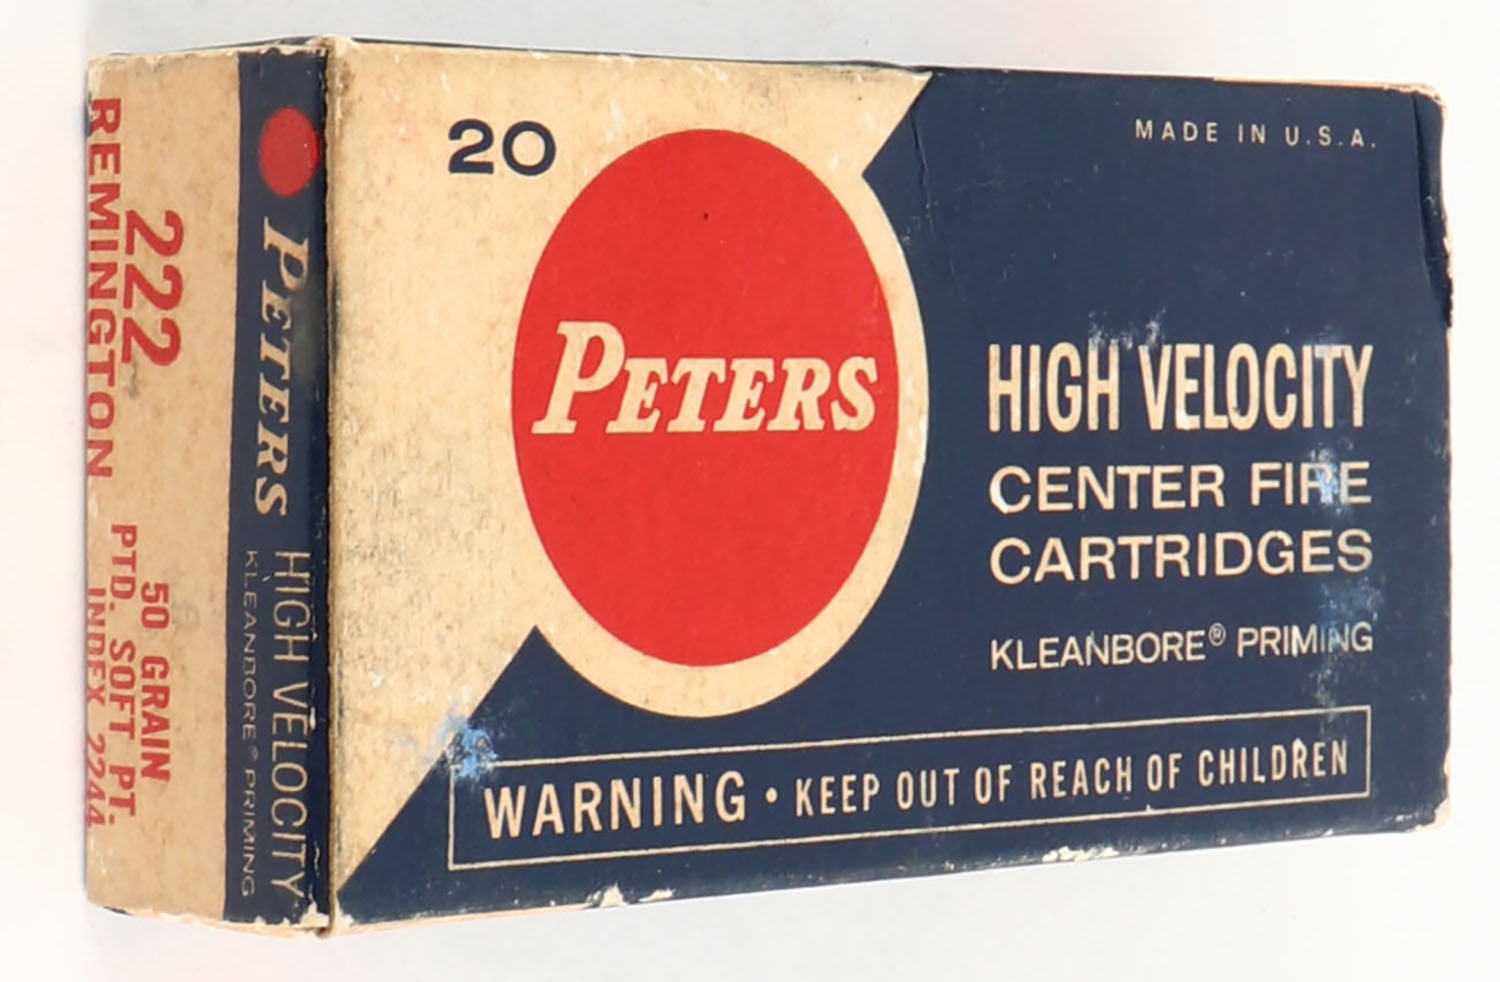 20
PETERS
MADE IN U.S.A.
HIGH VELOCITY
CENTER FIRE
CARTRIDGES
KLEANBORE® PRIMING
WARNING • KEEP OUT OF REACH OF CHILDREN
PETERS HIGH VELOCITY
KLEANBORE® PRIMING
222
REMINGTON
50 GRAIN
PTD. SOFT PT.
INDEX 2244